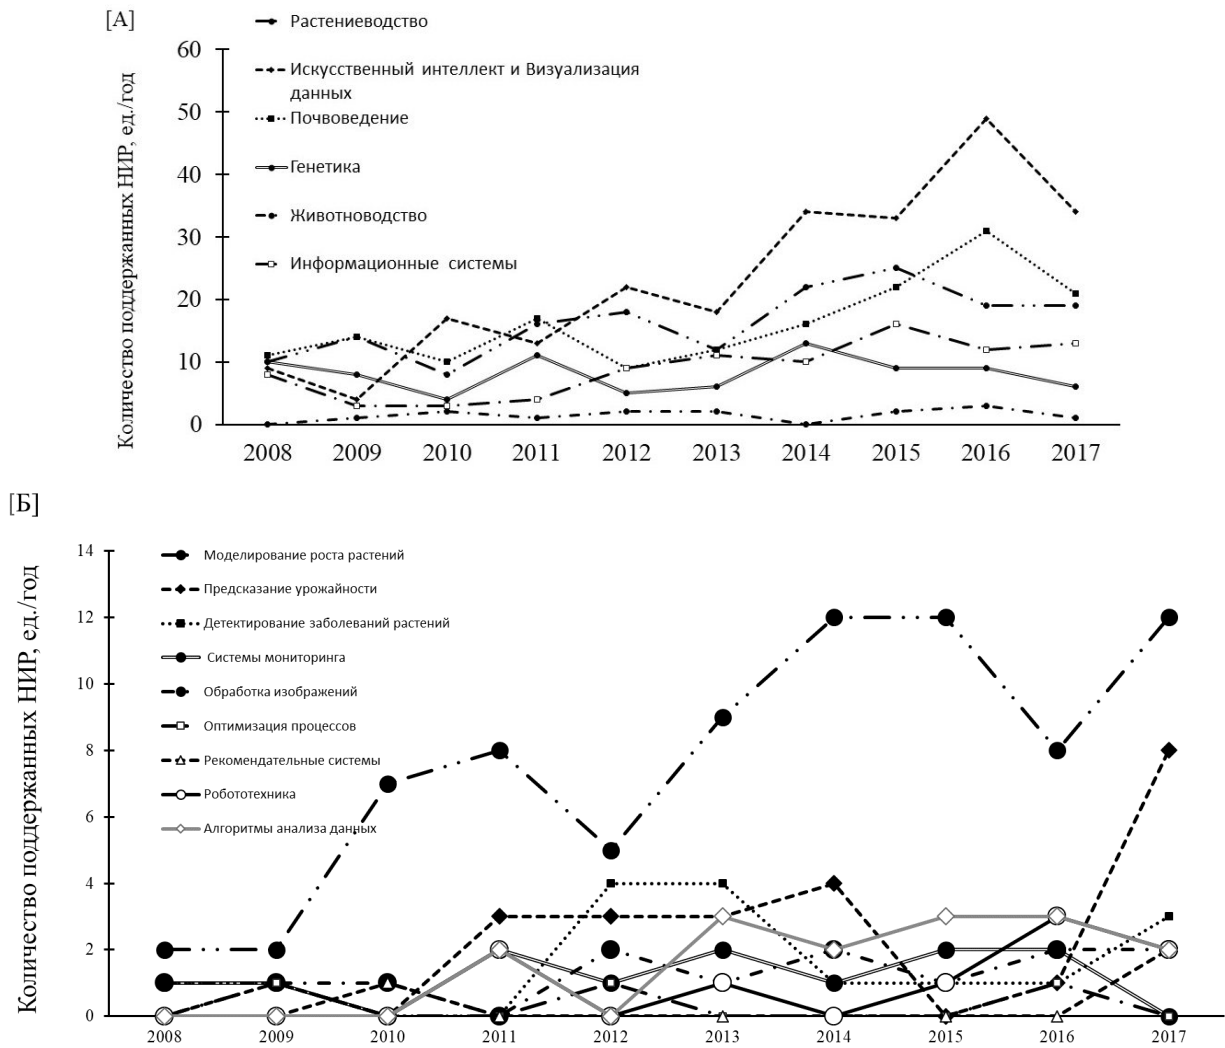 [А]
Количество поддержанных НИР, ед./год
Растениеводство
Искусственный интеллект и Визуализация
данных
Почвоведение
Генетика
Животноводство
Информационные системы
60
50
40
30
20
10
0
2008 2009 2010 2011 2012 2013 2014 2015 2016 2017
[Б]
Количество поддержанных НИР, ед./год
Моделирование роста растений
Предсказание урожайности
Детектирование заболеваний растений
Системы мониторинга
Обработка изображений
Оптимизация процессов
Рекомендательные системы
Робототехника
Алгоритмы анализа данных
14
12
10
8
6
4
2
0
2008 2009 2010 2011 2012 2013 2014 2015 2016 2017